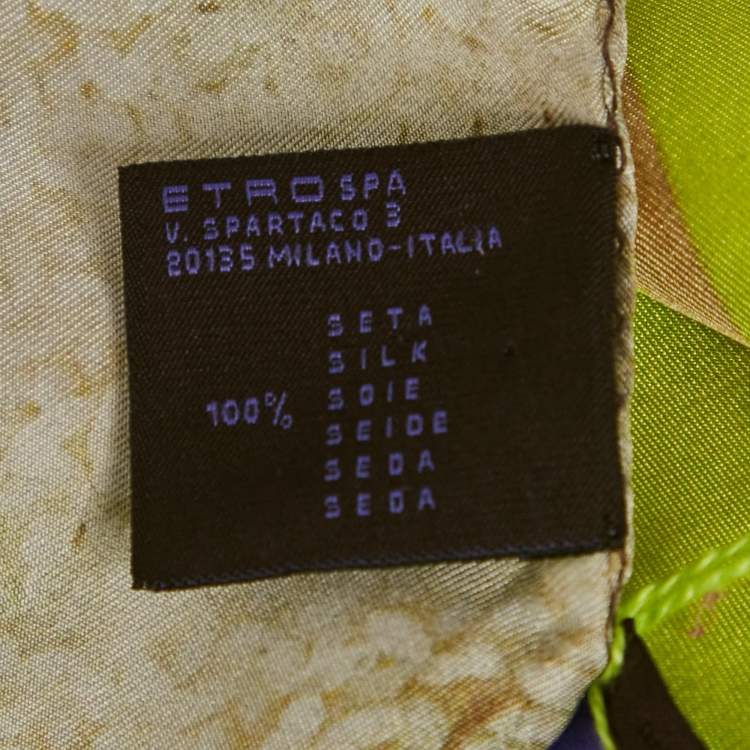 ETRO SPA
V. SPARTACO 3
20135 MILANO-ITALIA
SETA
SILK
100% SOIE
SEIDE
SEDA
SEDA